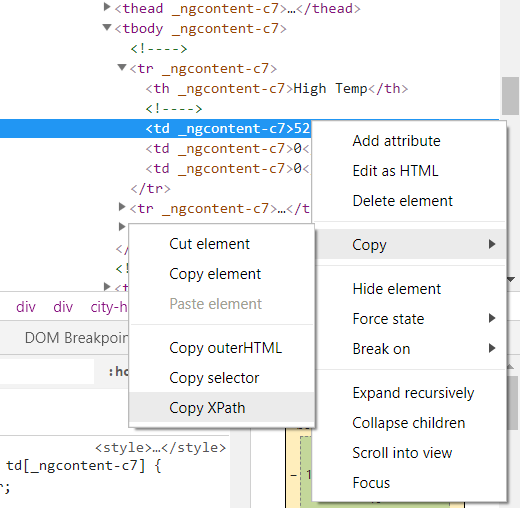 ▶<thead _ngcontent-c7>…</thead>
▼<tbody _ngcontent-c7>
<!---->
▼<tr _ngcontent-c7>
<th _ngcontent-c7>High Temp</th>
<!---->
<td _ngcontent-c7>52
<td _ngcontent-c7>0<
<td _ngcontent-c7>0<
</tr>
▶<tr _ngcontent-c7>…</t
Add attribute
Edit as HTML
Delete element
Copy
Hide element
Force state
Break on
Expand recursively
Collapse children
Scroll into view
Focus
Cut element
Copy element
Paste element
Copy outerHTML
Copy selector
Copy XPath
div div city-h
DOM Breakpoin
:ho
<style>…</style>
td[_ngcontent-c7] {
r;